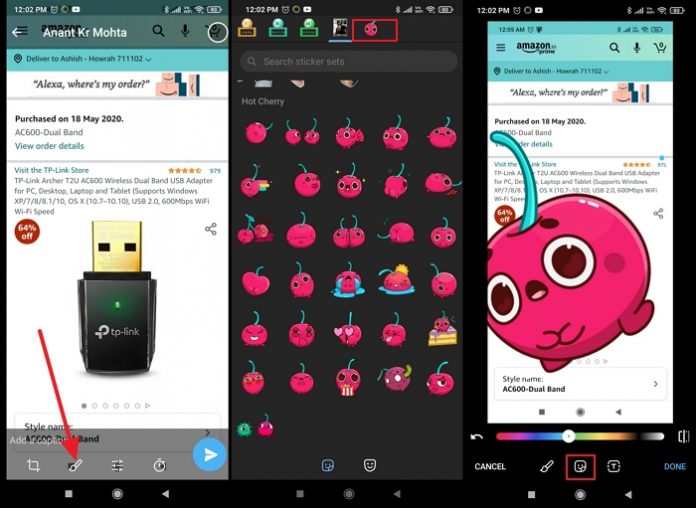 12:02 PM
amazon
Anant Kr Mohta
Deliver to Ashish - Howrah 711102
"Alexa, where's my order?"
Purchased on 18 May 2020.
AC600-Dual Band
View order details
Visit the TP-Link Store
979
TP-Link Archer T2U AC600 Wireless Dual Band USB Adapter
for PC, Desktop, Laptop and Tablet (Supports Windows
XP/7/8/8.1/10, OS X (10.7–10.10), USB 2.0, 600Mbps WiFi
Wi-Fi Speed
64%
off
tp-link
Style name:
AC600-Dual Band
Add a caption
12:02 PM
Search sticker sets
Hot Cherry
12:02 PM
12:05 AM
amazon.in
prime
Deliver to Ashish - Howrah 711102
"Alexa, where's my order?"
Purchased on 18 May 2020.
-Dual Band
View order details
Visit the TP-Link Store
971
TP-Link Archer T2U AC600 Wireless Dual Band USB Adapter
for PC, Desktop, Laptop and Tablet (Supports Windows
XP/7/8/8.1/10, OS X (10.7–10.10), USB 2.0, 600Mbps WiFi
Wi-Fi Speed
64%
off
Style name:
AC600-Dual Band
CANCEL
T
DONE